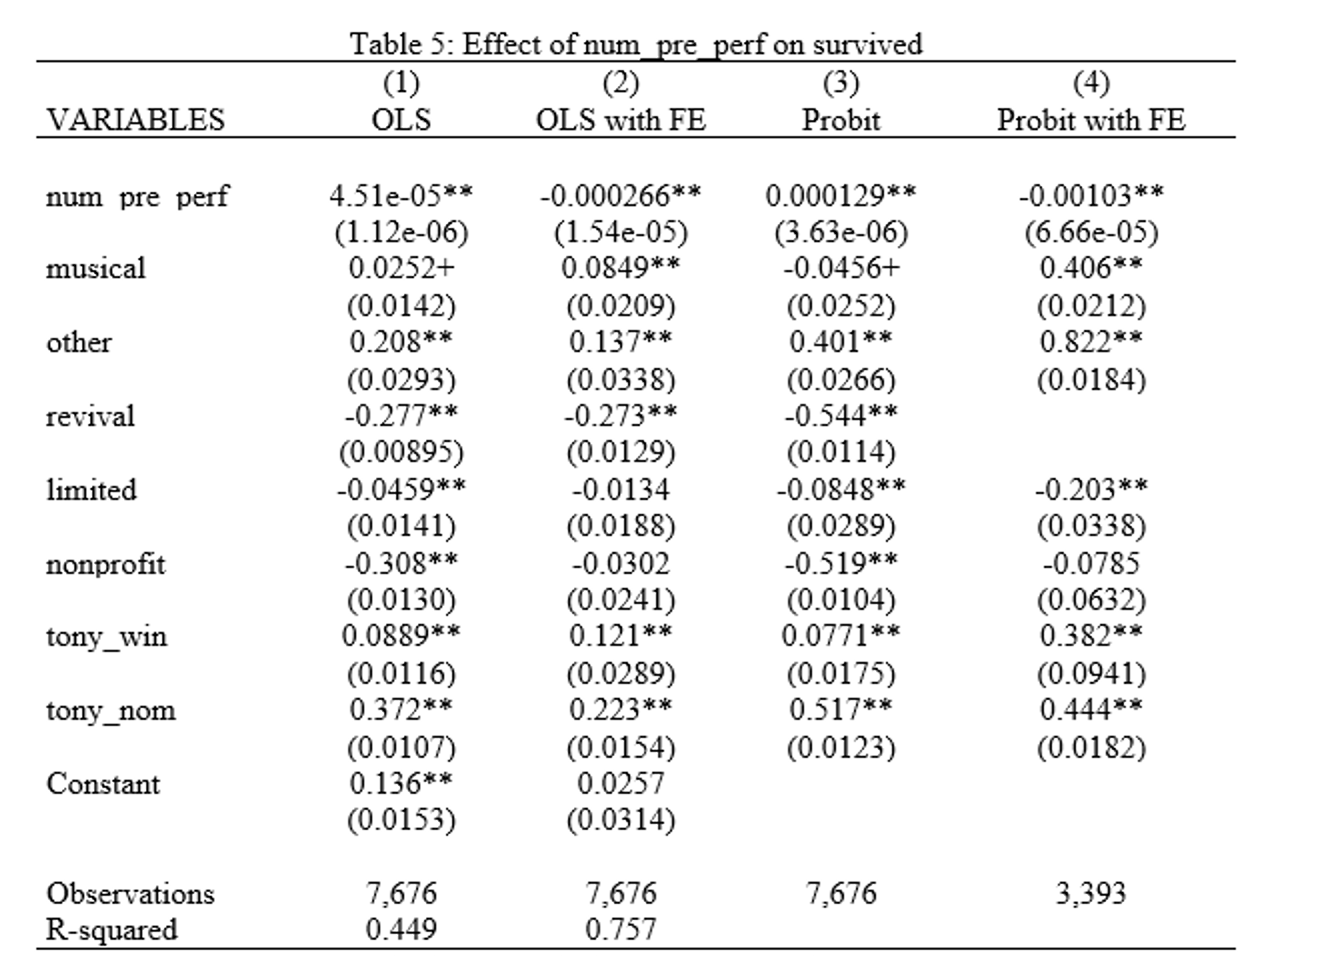 Table 5: Effect of num_pre_perf on survived
(1) (2) (3) (4)
VARIABLES OLS OLS with FE Probit Probit with FE
num_pre_perf 4.51e-05** -0.000266** 0.000129** -0.00103**
(1.12e-06) (1.54e-05) (3.63e-06) (6.66e-05)
musical 0.0252+ 0.0849** -0.0456+ 0.406**
(0.0142) (0.0209) (0.0252) (0.0212)
other 0.208** 0.137** 0.401** 0.822**
(0.0293) (0.0338) (0.0266) (0.0184)
revival -0.277** -0.273** -0.544**
(0.00895) (0.0129) (0.0114)
limited -0.0459** -0.0134 -0.0848** -0.203**
(0.0141) (0.0188) (0.0289) (0.0338)
nonprofit -0.308** -0.0302 -0.519** -0.0785
(0.0130) (0.0241) (0.0104) (0.0632)
tony_win 0.0889** 0.121** 0.0771** 0.382**
(0.0116) (0.0289) (0.0175) (0.0941)
tony_nom 0.372** 0.223** 0.517** 0.444**
(0.0107) (0.0154) (0.0123) (0.0182)
Constant 0.136** 0.0257
(0.0153) (0.0314)
Observations 7,676 7,676 7,676 3,393
R-squared 0.449 0.757